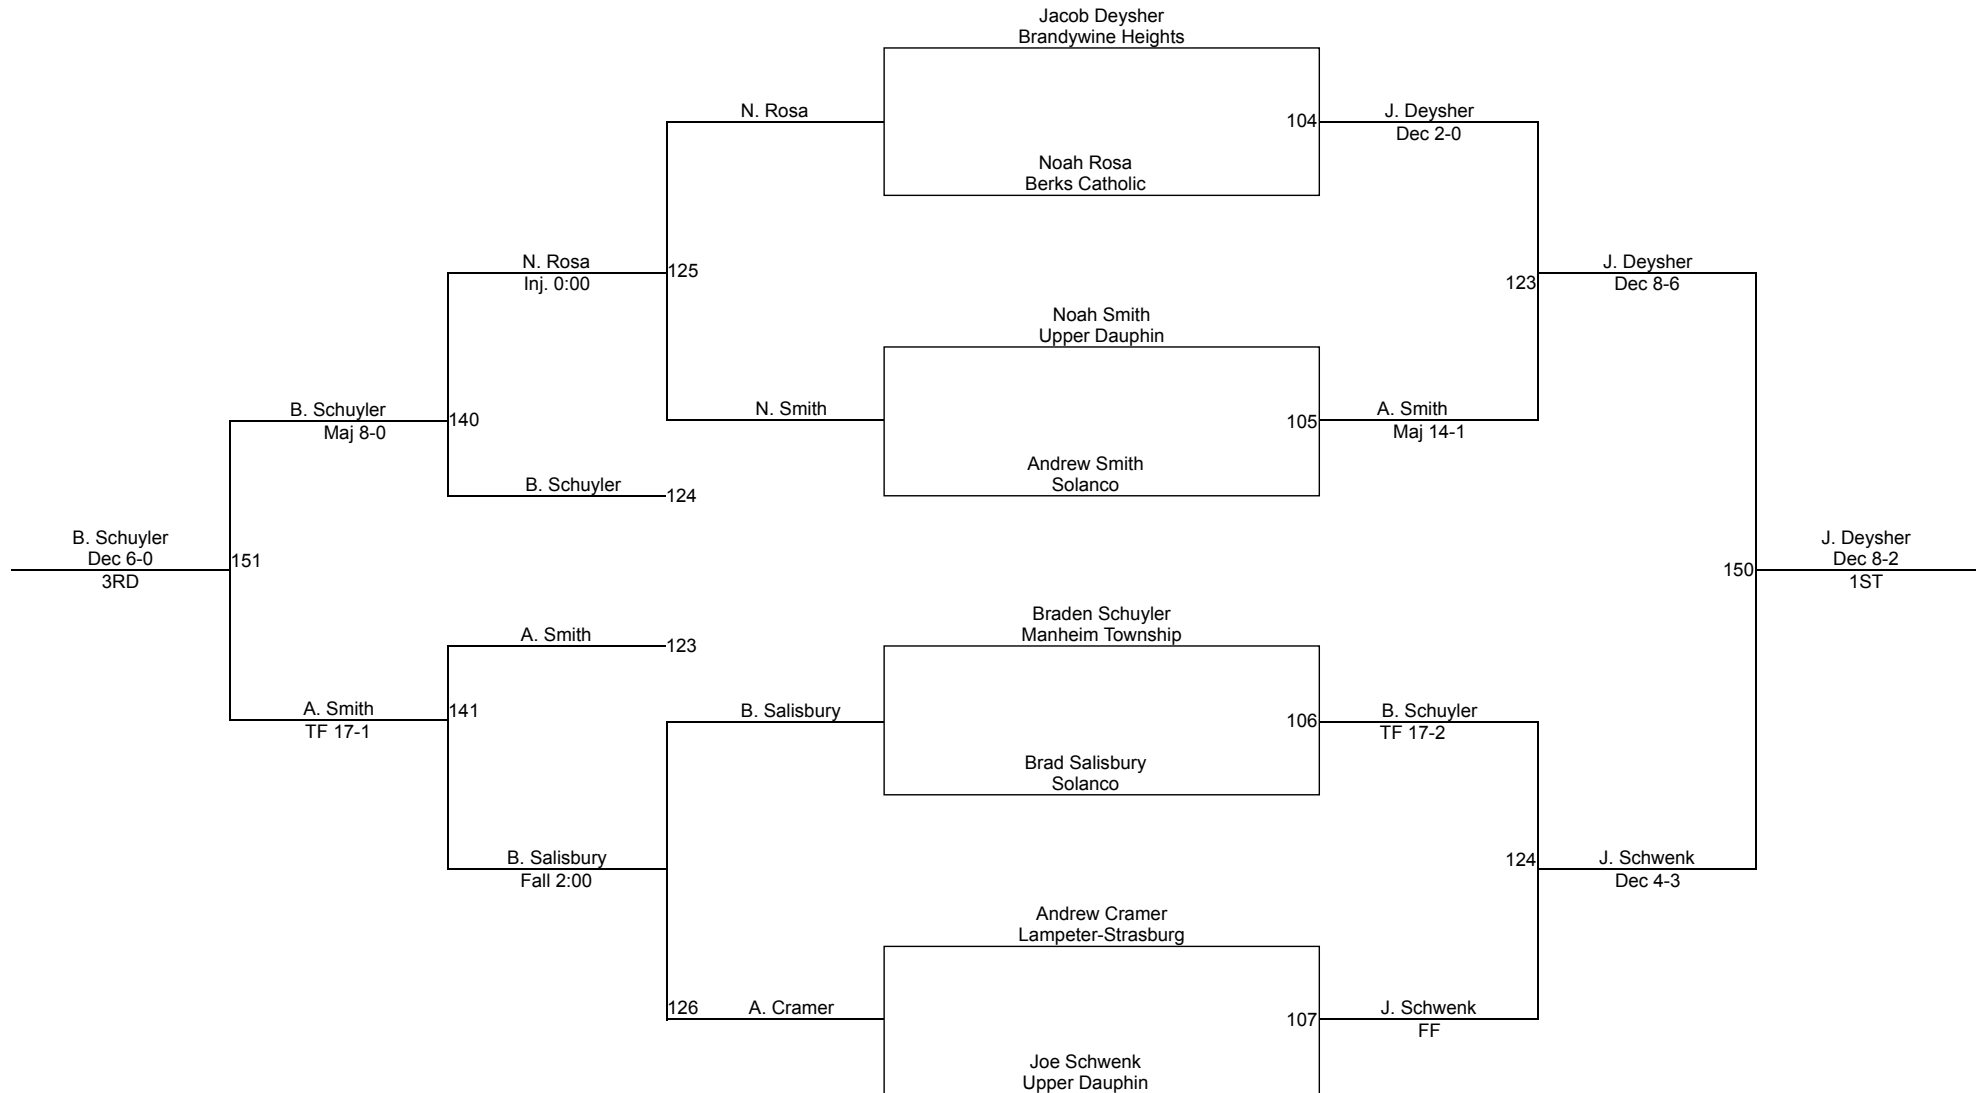 Jacob Deysher
Brandywine Heights
N. Rosa
104
J. Deysher
Dec 2-0
Noah Rosa
Berks Catholic
N. Rosa
Inj. 0:00
125
123
J. Deysher
Dec 8-6
Noah Smith
Upper Dauphin
B. Schuyler
Maj 8-0
140
N. Smith
105
A. Smith
Maj 14-1
Andrew Smith
Solanco
B. Schuyler
124
B. Schuyler
Dec 6-0
3RD
151
150
J. Deysher
Dec 8-2
1ST
A. Smith
123
Braden Schuyler
Manheim Township
A. Smith
TF 17-1
141
B. Salisbury
106
B. Schuyler
TF 17-2
Brad Salisbury
Solanco
B. Salisbury
Fall 2:00
124
J. Schwenk
Dec 4-3
Andrew Cramer
Lampeter-Strasburg
126
A. Cramer
107
J. Schwenk
FF
Joe Schwenk
Upper Dauphin